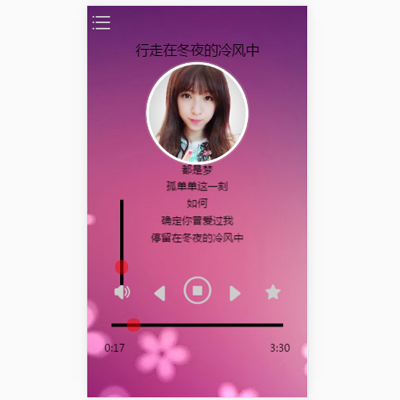 行走在冬夜的冷风中
都是梦
孤单单这一刻
如何
确定你曾爱过我
停留在冬夜的冷风中
0:17
3:30